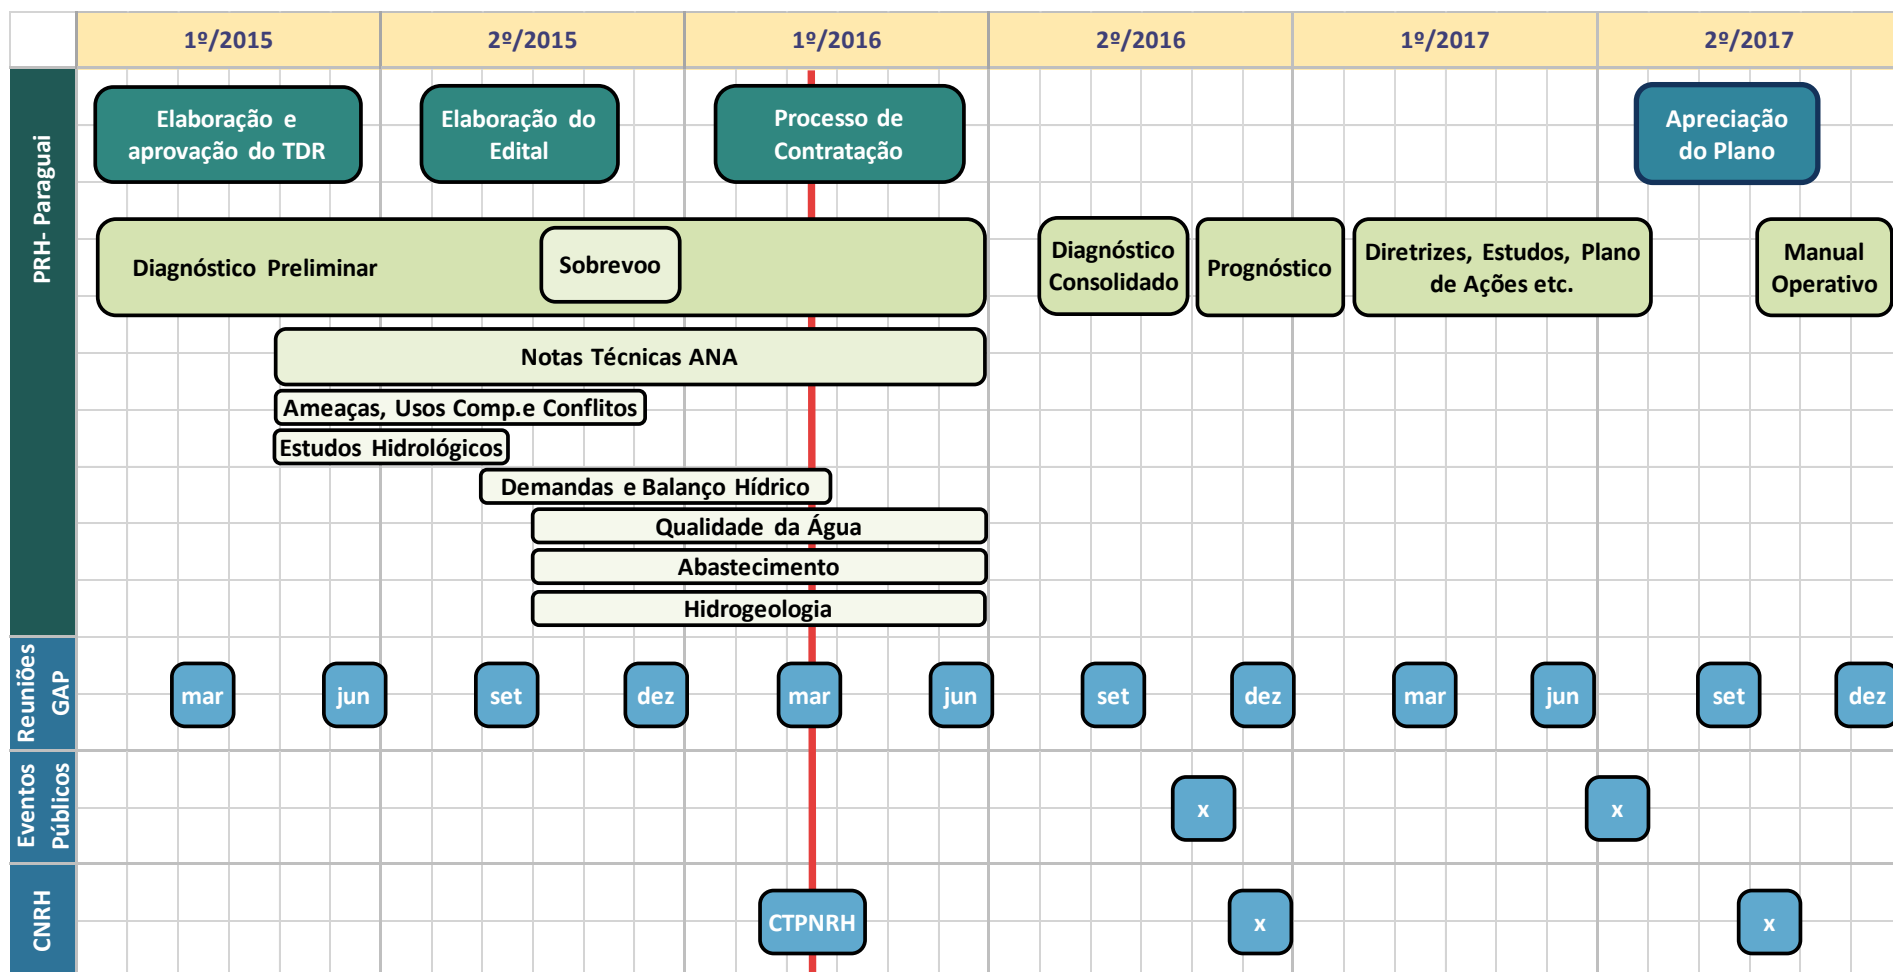 1º/2015
2º/2015
1º/2016
2º/2016
1º/2017
2º/2017
PRH- Paraguai
Elaboração e
aprovação do TDR
Elaboração do
Edital
Processo de
Contratação
Apreciação
do Plano
Diagnóstico Preliminar
Sobrevoo
Diagnóstico
Consolidado
Prognóstico
Diretrizes, Estudos, Plano
de Ações etc.
Manual
Operativo
Notas Técnicas ANA
Ameaças, Usos Comp.e Conflitos
Estudos Hidrológicos
Demandas e Balanço Hídrico
Qualidade da Água
Abastecimento
Hidrogeologia
Reuniões
GAP
mar
jun
set
dez
mar
jun
set
dez
mar
jun
set
dez
Eventos
Públicos
x
x
CNRH
CTPNRH
x
x